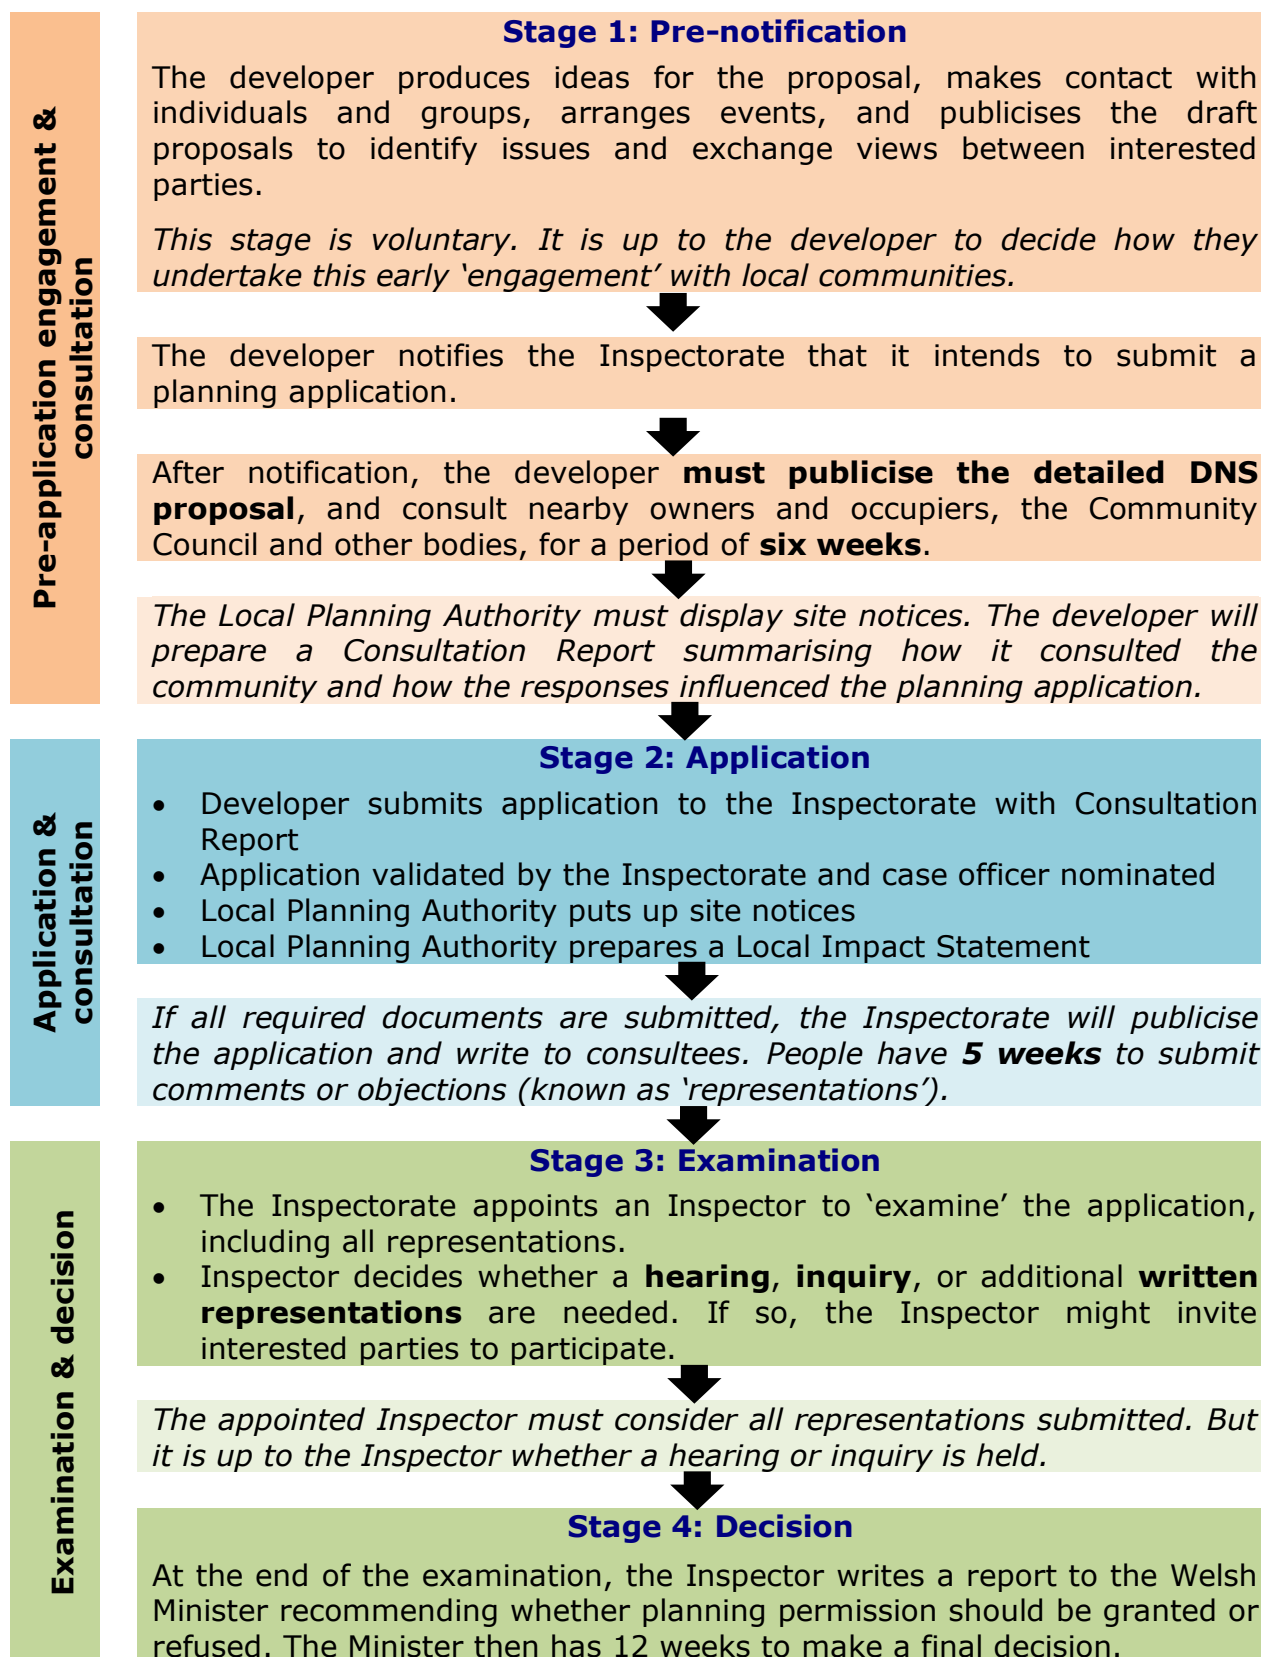 Pre-application engagement &
consultation
Stage 1: Pre-notification
The developer produces ideas for the proposal, makes contact with
individuals and groups, arranges events, and publicises the draft
proposals to identify issues and exchange views between interested
parties.
This stage is voluntary. It is up to the developer to decide how they
undertake this early ‘engagement’ with local communities.
The developer notifies the Inspectorate that it intends to submit a
planning application.
After notification, the developer must publicise the detailed DNS
proposal, and consult nearby owners and occupiers, the Community
Council and other bodies, for a period of six weeks.
The Local Planning Authority must display site notices. The developer will
prepare a Consultation Report summarising how it consulted the
community and how the responses influenced the planning application.
Application &
consultation
Stage 2: Application
• Developer submits application to the Inspectorate with Consultation
Report
• Application validated by the Inspectorate and case officer nominated
• Local Planning Authority puts up site notices
• Local Planning Authority prepares a Local Impact Statement
If all required documents are submitted, the Inspectorate will publicise
the application and write to consultees. People have 5 weeks to submit
comments or objections (known as ‘representations’).
Examination & decision
Stage 3: Examination
• The Inspectorate appoints an Inspector to ‘examine’ the application,
including all representations.
• Inspector decides whether a hearing, inquiry, or additional written
representations are needed. If so, the Inspector might invite
interested parties to participate.
The appointed Inspector must consider all representations submitted. But
it is up to the Inspector whether a hearing or inquiry is held.
Stage 4: Decision
At the end of the examination, the Inspector writes a report to the Welsh
Minister recommending whether planning permission should be granted or
refused. The Minister then has 12 weeks to make a final decision.